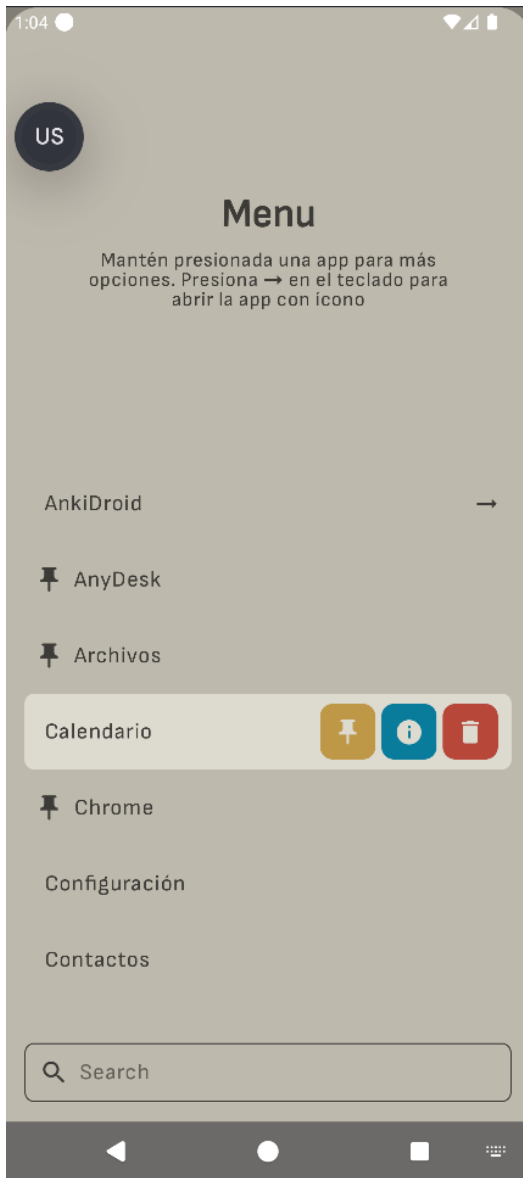 1:04
US
Menu
Mantén presionada una app para más
opciones. Presiona → en el teclado para
abrir la app con ícono
AnkiDroid →
AnyDesk
Archivos
Calendario
Chrome
Configuración
Contactos
Search